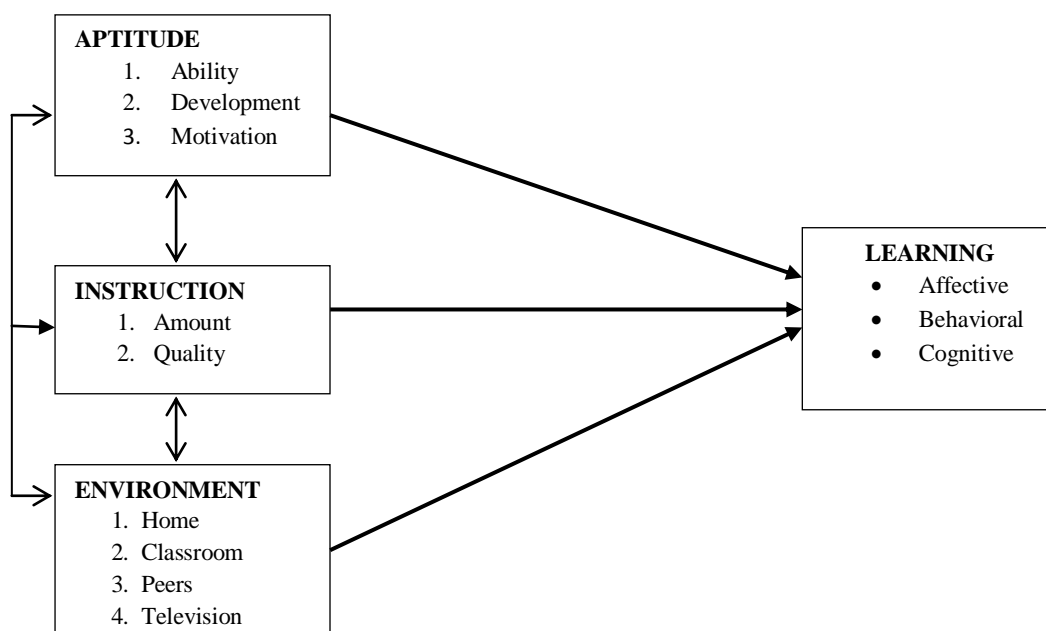 APTITUDE
1. Ability
2. Development
3. Motivation
INSTRUCTION
1. Amount
2. Quality
ENVIRONMENT
1. Home
2. Classroom
3. Peers
4. Television
LEARNING
• Affective
• Behavioral
• Cognitive